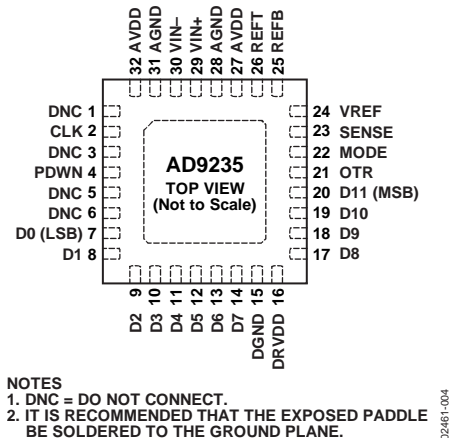 32 AVDD
31 AGND
30 VIN–
29 VIN+
28 AGND
27 AVDD
26 REFT
25 REFB
DNC 1
CLK 2
DNC 3
PDWN 4
DNC 5
DNC 6
D0 (LSB) 7
D1 8
AD9235
TOP VIEW
(Not to Scale)
24 VREF
23 SENSE
22 MODE
21 OTR
20 D11 (MSB)
19 D10
18 D9
17 D8
D2 9
D3 10
D4 11
D5 12
D6 13
D7 14
DGND 15
DRVDD 16
NOTES
1. DNC = DO NOT CONNECT.
2. IT IS RECOMMENDED THAT THE EXPOSED PADDLE
BE SOLDERED TO THE GROUND PLANE.
02461-004